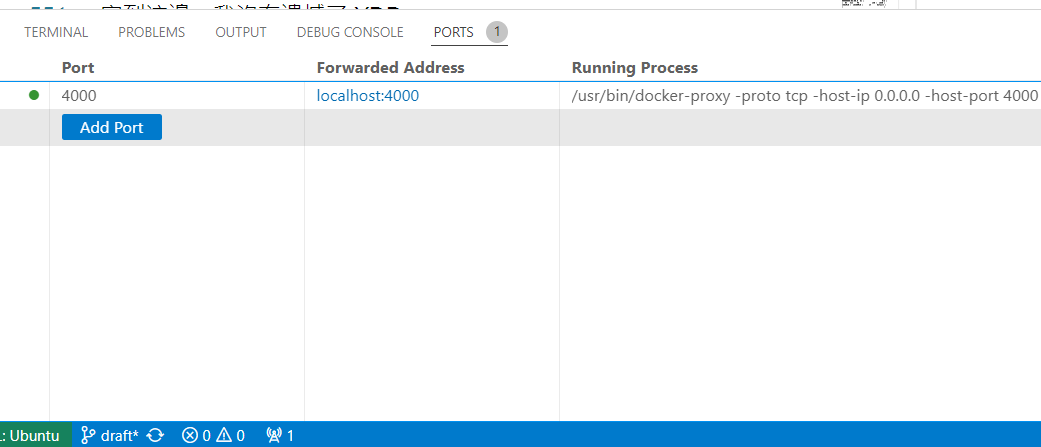 TERMINAL PROBLEMS OUTPUT DEBUG CONSOLE PORTS 1
Port Forwarded Address Running Process
4000 localhost:4000 /usr/bin/docker-proxy -proto tcp -host-ip 0.0.0.0 -host-port 4000
Add Port
: Ubuntu draft* 0 0 1